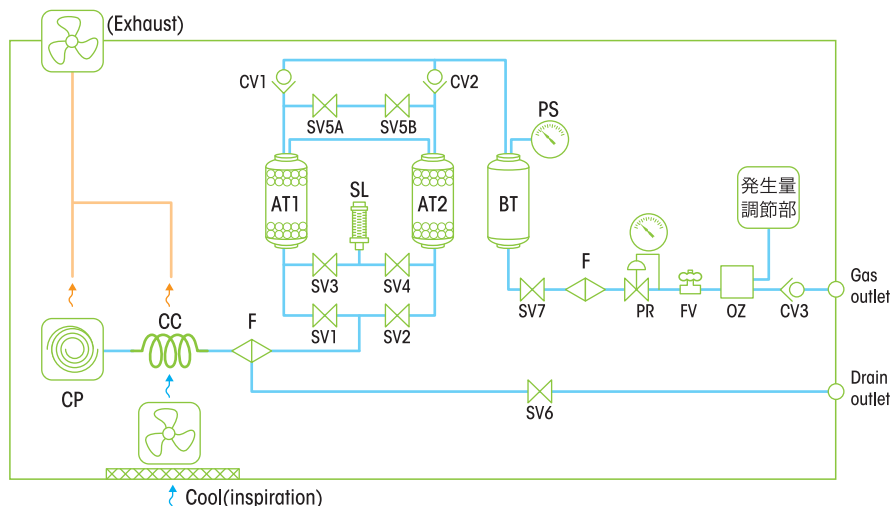 (Exhaust)
CV1
CV2
SV5A
SV5B
PS
AT1
SL
AT2
BT
発生量
調節部
SV3
SV4
F
SV7
PR
FV
OZ
CV3
Gas
outlet
CC
F
SV1
SV2
CP
SV6
Drain
outlet
Cool(inspiration)